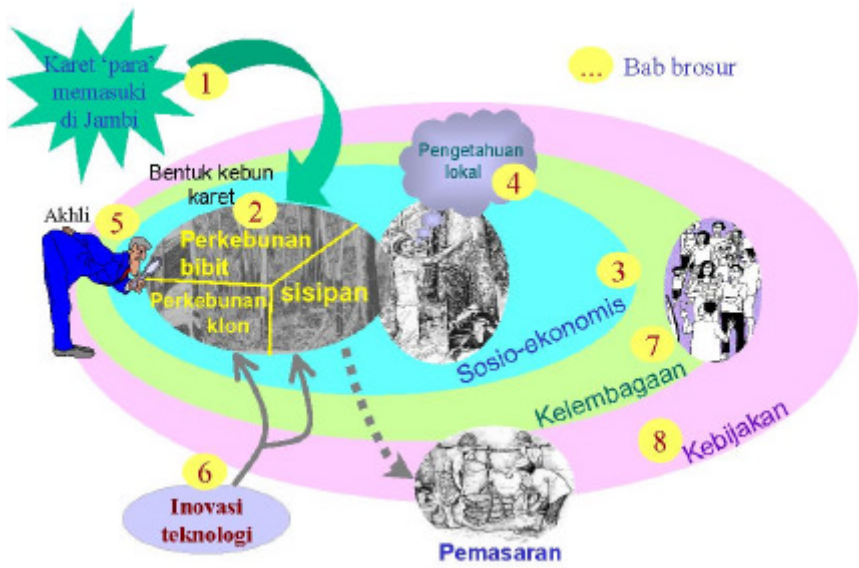 Karet 'para'
memasuki
di Jambi
1
... Bab brosur
Pengetahuan
lokal
4
Bentuk kebun
karet
2
Akhli
5
Perkebunan
bibit
sisipan
Perkebunan
klon
3
Sosio-ekonomis
7
Kelembagaan
8
Kebijakan
6
Inovasi
teknologi
Pemasaran